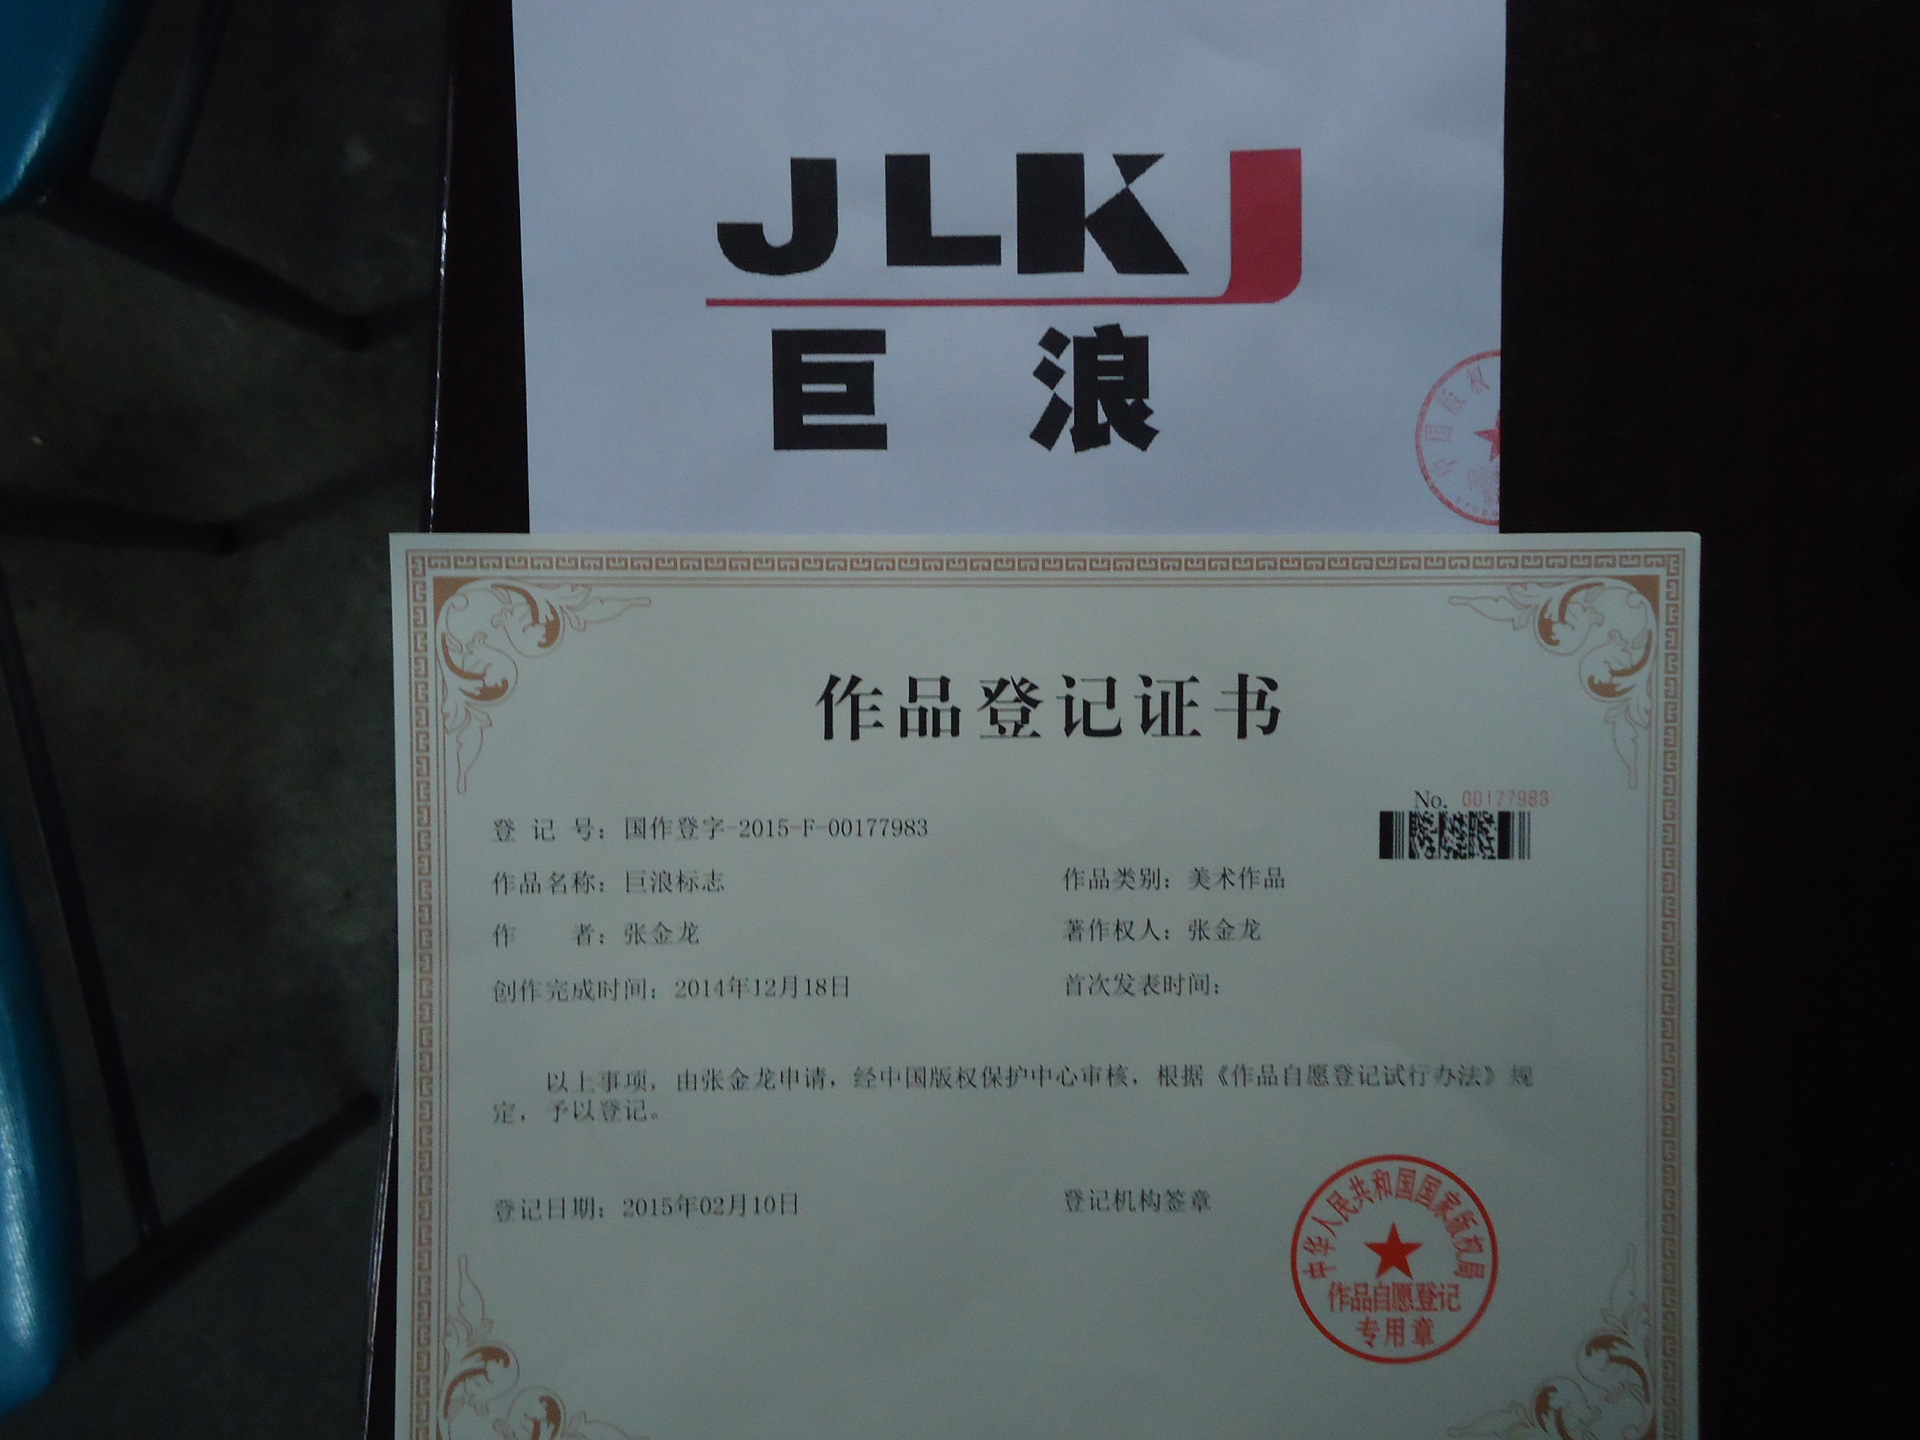 JLKJ
巨 浪
中国版权
作品登记证书
No. 00177983
登 记 号：国作登字-2015-F-00177983
作品名称：巨浪标志 作品类别：美术作品
作 者：张金龙 著作权人：张金龙
创作完成时间：2014年12月18日 首次发表时间：
以上事项，由张金龙申请，经中国版权保护中心审核，根据《作品自愿登记试行办法》规
定，予以登记。
登记日期：2015年02月10日 登记机构签章
中华人民共和国国家版权局
作品自愿登记
专用章